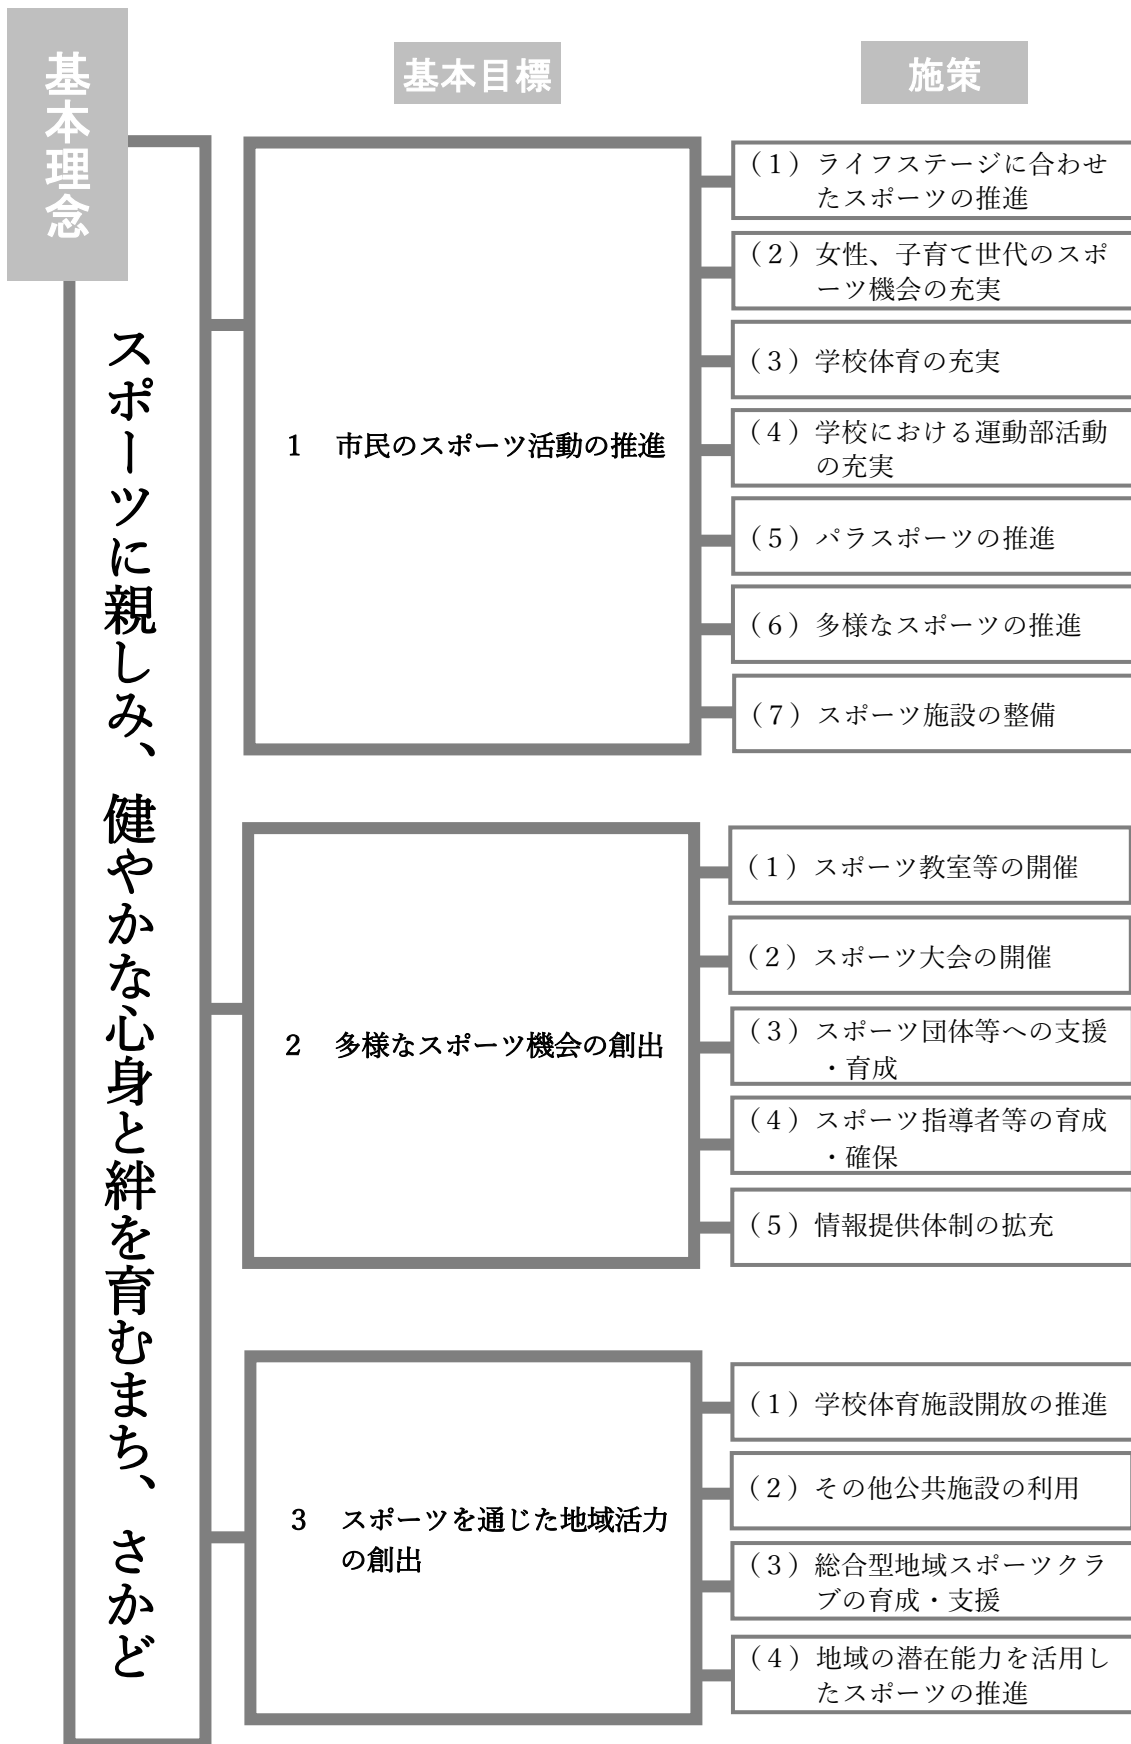 基本理念
基本目標
施策
スポーツに親しみ、健やかな心身と絆を育むまち、さかど
1　市民のスポーツ活動の推進
（1）ライフステージに合わせ
たスポーツの推進
（2）女性、子育て世代のスポ
ーツ機会の充実
（3）学校体育の充実
（4）学校における運動部活動
の充実
（5）パラスポーツの推進
（6）多様なスポーツの推進
（7）スポーツ施設の整備
2　多様なスポーツ機会の創出
（1）スポーツ教室等の開催
（2）スポーツ大会の開催
（3）スポーツ団体等への支援
・育成
（4）スポーツ指導者等の育成
・確保
（5）情報提供体制の拡充
3　スポーツを通じた地域活力
の創出
（1）学校体育施設開放の推進
（2）その他公共施設の利用
（3）総合型地域スポーツクラ
ブの育成・支援
（4）地域の潜在能力を活用し
たスポーツの推進